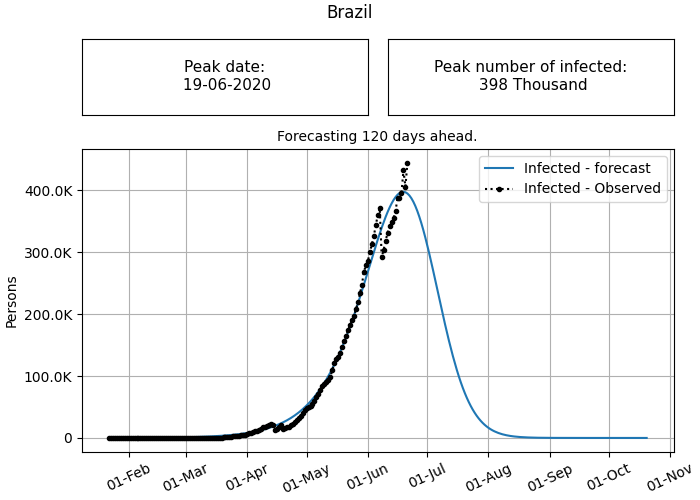 Brazil
Peak date:
19-06-2020
Peak number of infected:
398 Thousand
Forecasting 120 days ahead.
Infected - forecast
Infected - Observed
Persons
400.0K
300.0K
200.0K
100.0K
0
01-Feb
01-Mar
01-Apr
01-May
01-Jun
01-Jul
01-Aug
01-Sep
01-Oct
01-Nov